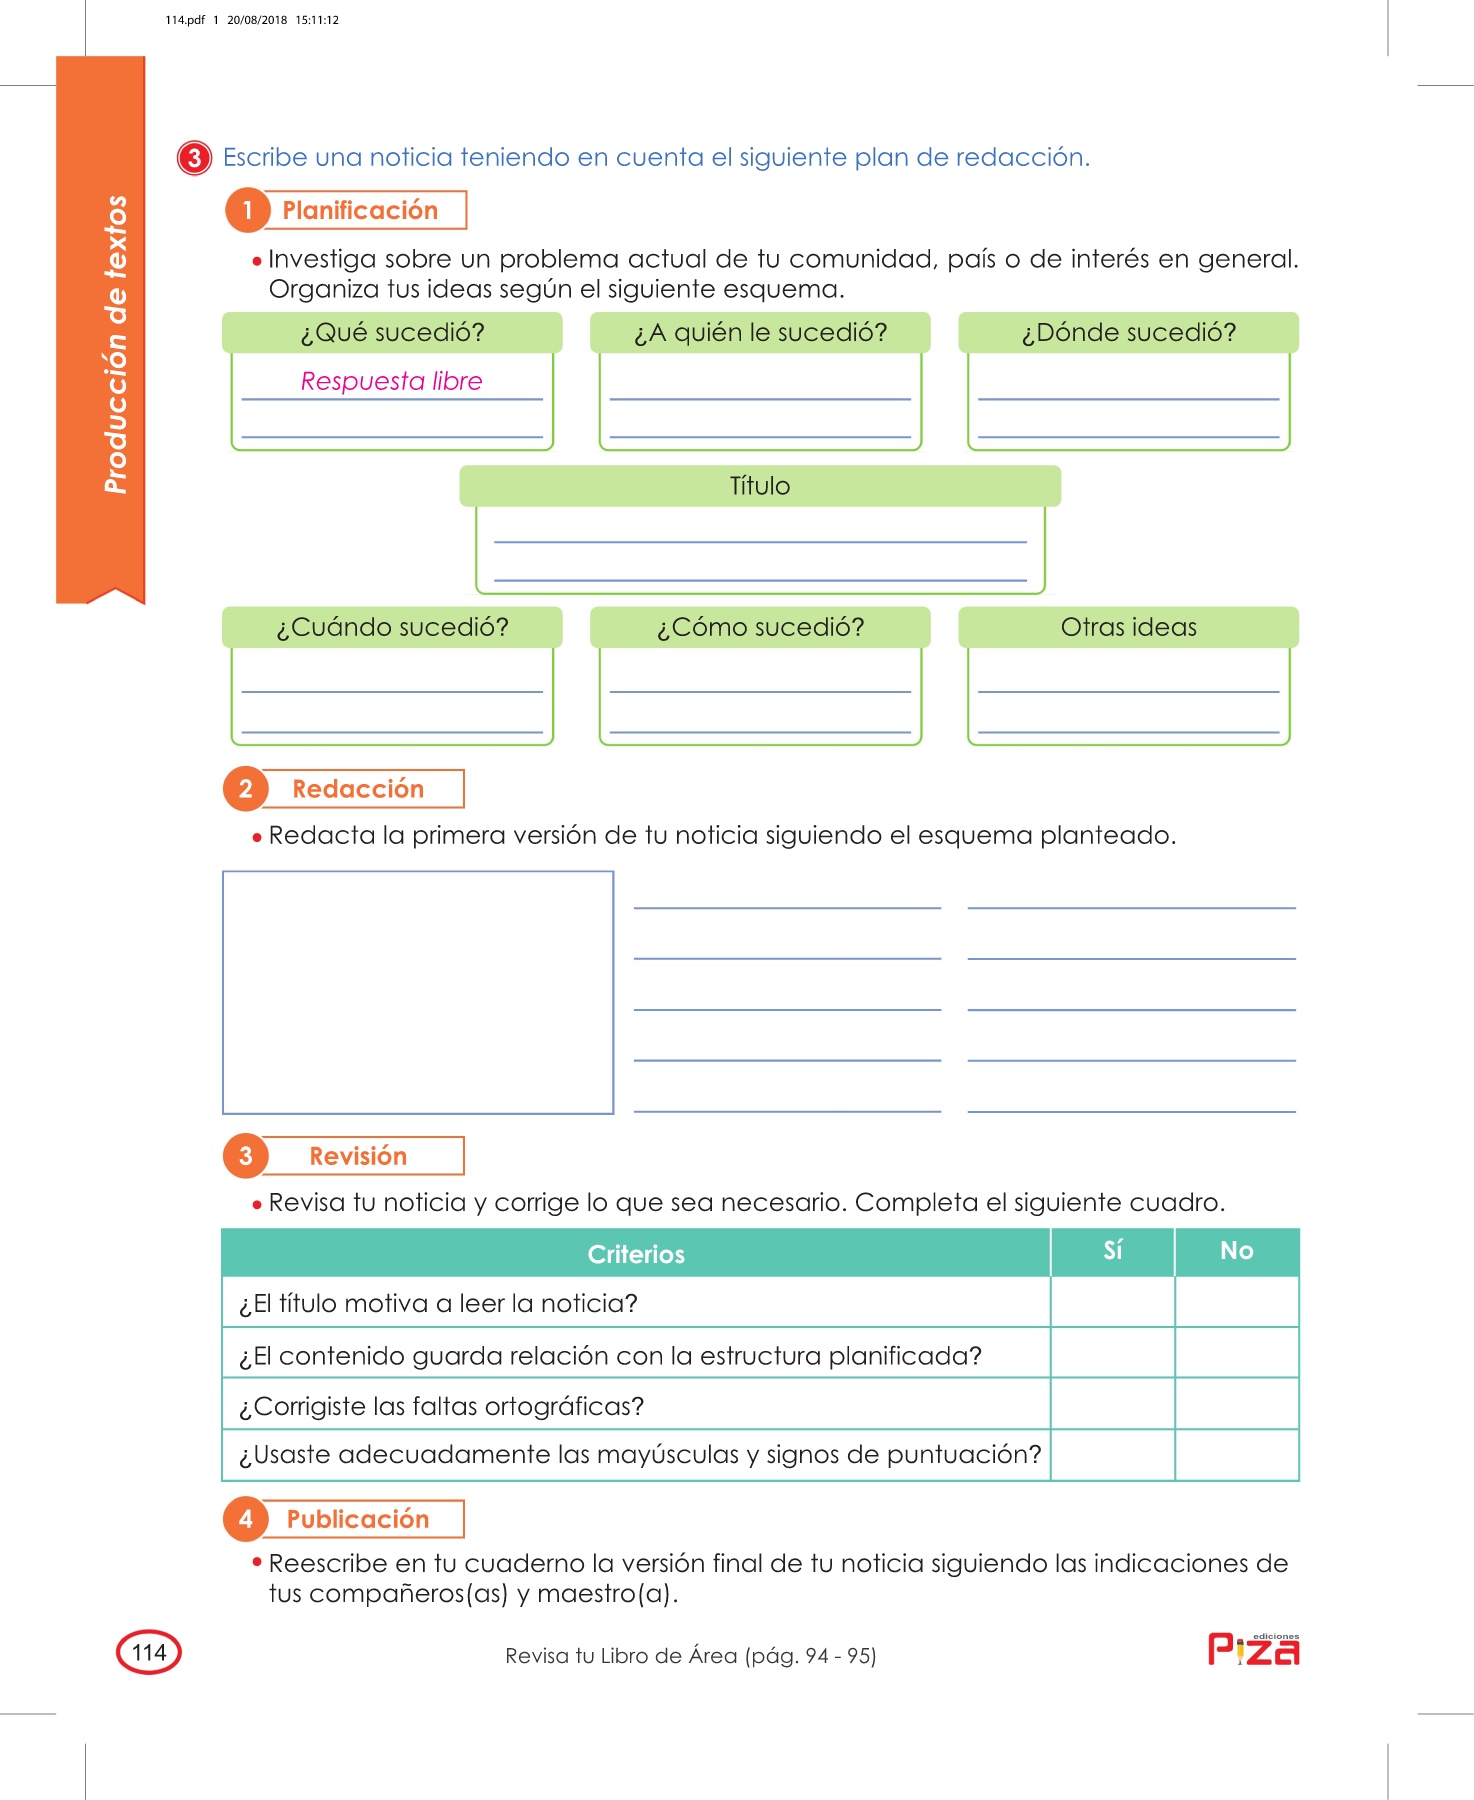 114.pdf 1 20/08/2018 15:11:12
Producción de textos
3 Escribe una noticia teniendo en cuenta el siguiente plan de redacción.
1 Planificación
• Investiga sobre un problema actual de tu comunidad, país o de interés en general.
Organiza tus ideas según el siguiente esquema.
¿Qué sucedió? ¿A quién le sucedió? ¿Dónde sucedió?
Respuesta libre
Título
¿Cuándo sucedió? ¿Cómo sucedió? Otras ideas
2 Redacción
• Redacta la primera versión de tu noticia siguiendo el esquema planteado.
3 Revisión
• Revisa tu noticia y corrige lo que sea necesario. Completa el siguiente cuadro.
Criterios Sí No
¿El título motiva a leer la noticia?
¿El contenido guarda relación con la estructura planificada?
¿Corrigiste las faltas ortográficas?
¿Usaste adecuadamente las mayúsculas y signos de puntuación?
4 Publicación
• Reescribe en tu cuaderno la versión final de tu noticia siguiendo las indicaciones de
tus compañeros(as) y maestro(a).
114
Revisa tu Libro de Área (pág. 94 - 95)
ediciones
Piza